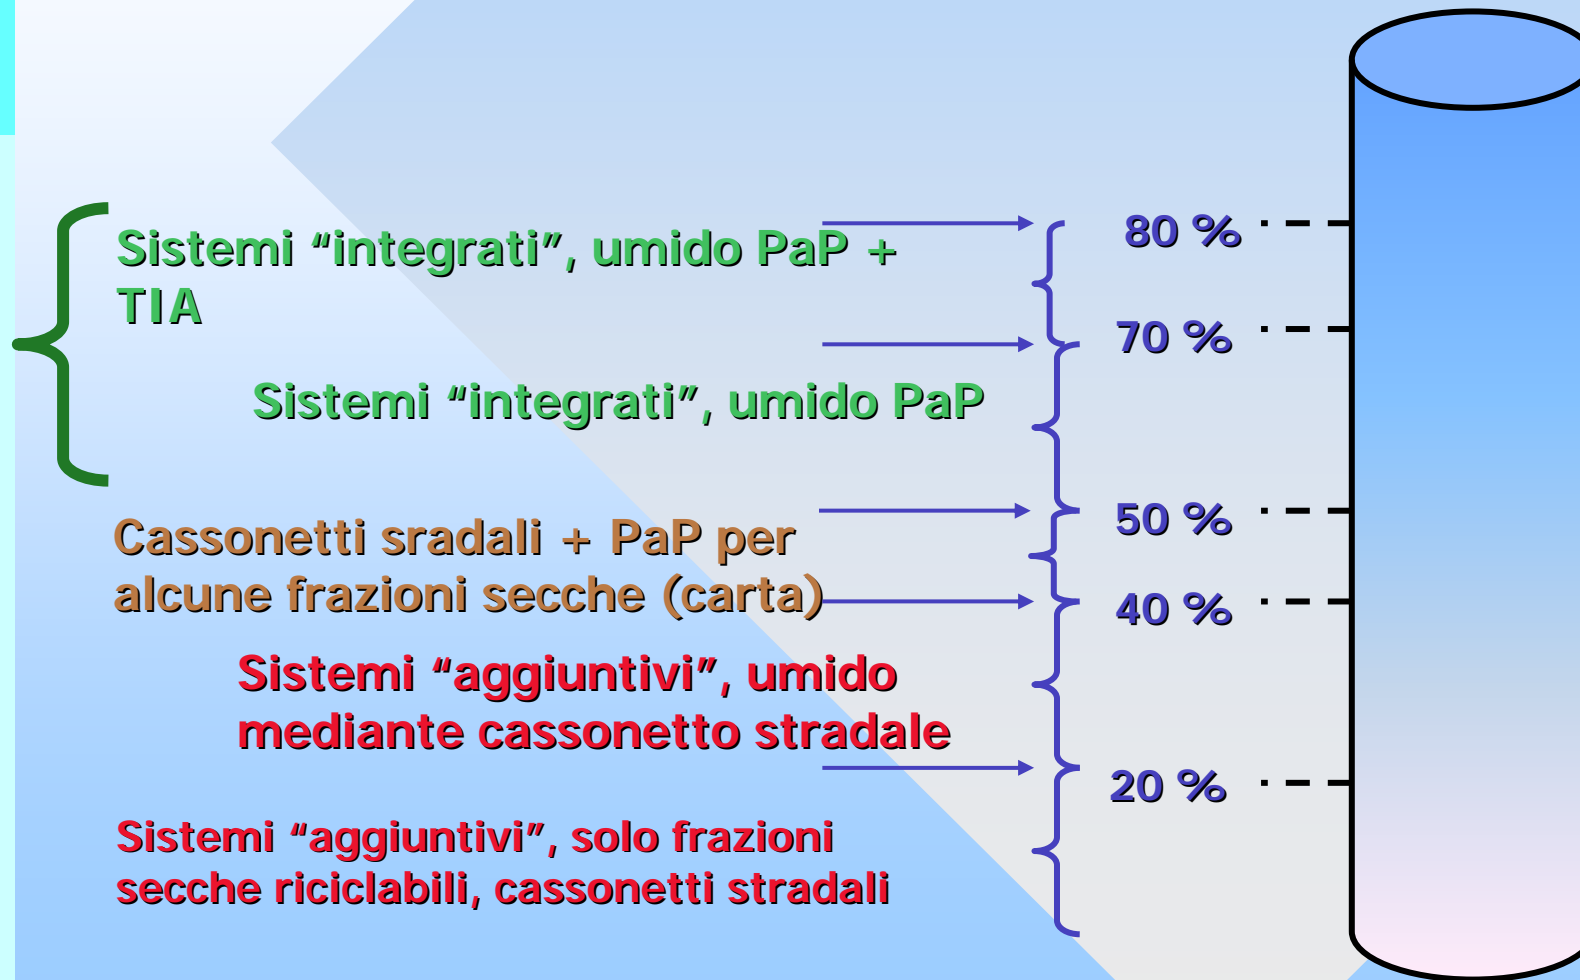 80 %
Sistemi “integrati”, umido PaP +
TIA
70 %
Sistemi “integrati”, umido PaP
50 %
Cassonetti sradali + PaP per
alcune frazioni secche (carta)
40 %
Sistemi “aggiuntivi”, umido
mediante cassonetto stradale
20 %
Sistemi “aggiuntivi”, solo frazioni
secche riciclabili, cassonetti stradali